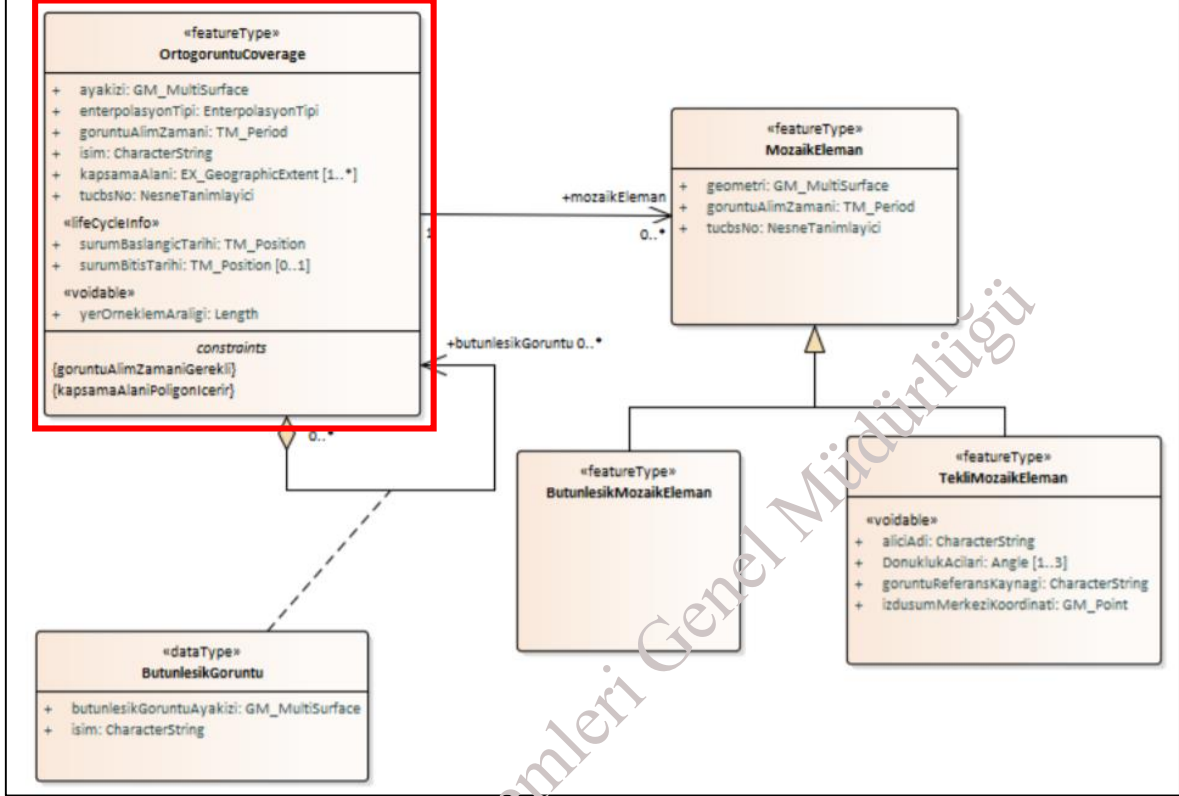 «featureType»
OrtogoruntuCoverage
+ ayakizi: GM_MultiSurface
+ enterpolasyonTipi: EnterpolasyonTipi
+ goruntuAlimZamani: TM_Period
+ isim: CharacterString
+ kapsamaAlani: EX_GeographicExtent [1..*]
+ tucbsNo: NesneTanimlayici
«lifeCycleInfo»
+ surumBaslangicTarihi: TM_Position
+ surumBitisTarihi: TM_Position [0..1]
«voidable»
+ yerOrneklemAraligi: Length
constraints
{goruntuAlimZamaniGerekli}
{kapsamaAlaniPoligonIcerir}
+mozaikEleman
1
0..*
«featureType»
MozaikEleman
+ geometri: GM_MultiSurface
+ goruntuAlimZamani: TM_Period
+ tucbsNo: NesneTanimlayici
+butunlesikGoruntu 0..*
0..*
«featureType»
ButunlesikMozaikEleman
«featureType»
TekliMozaikEleman
«voidable»
+ aliciAdi: CharacterString
+ DonuklukAcilari: Angle [1..3]
+ goruntuReferansKaynagi: CharacterString
+ izdusumMerkeziKoordinati: GM_Point
«dataType»
ButunlesikGoruntu
+ butunlesikGoruntuAyakizi: GM_MultiSurface
+ isim: CharacterString
emleri Genel Müdürlüğü